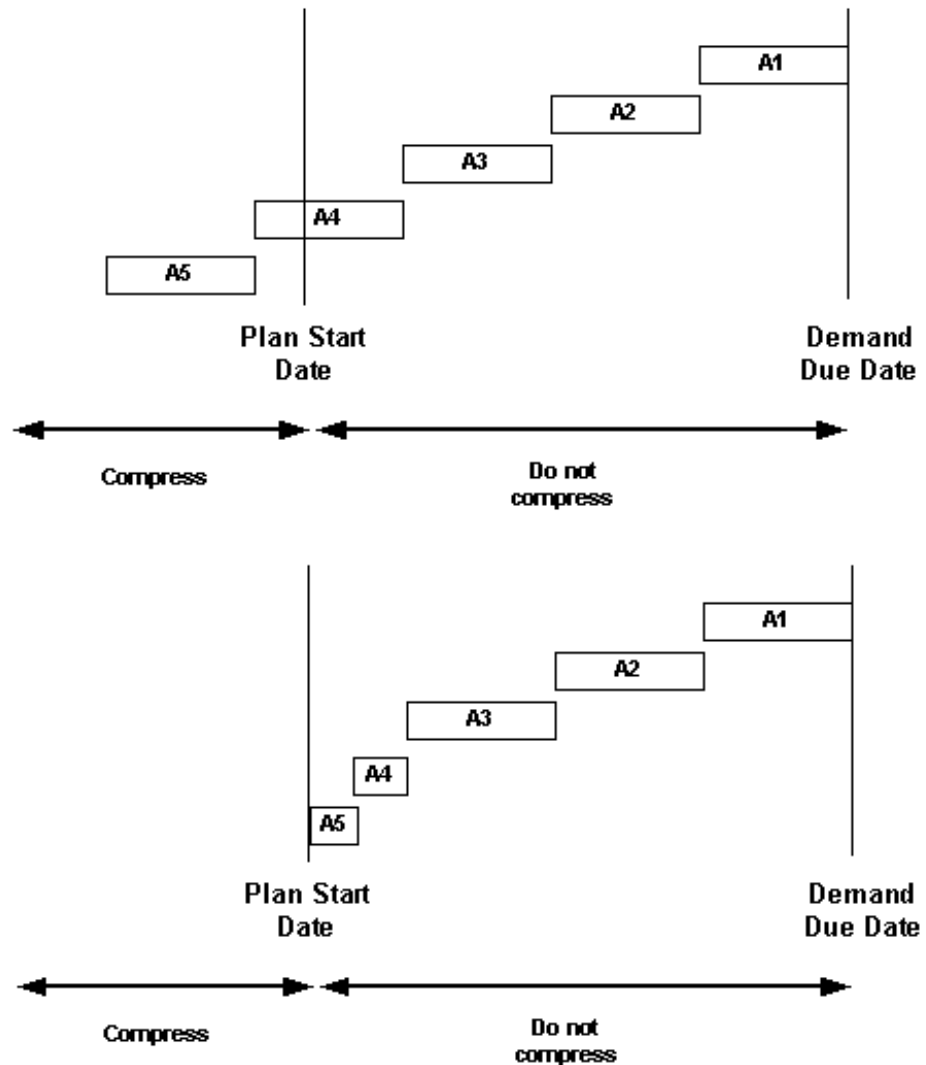 A1
A2
A3
A4
A5
Plan Start
Date
Demand
Due Date
Compress
Do not
compress
A1
A2
A3
A4
A5
Plan Start
Date
Demand
Due Date
Compress
Do not
compress